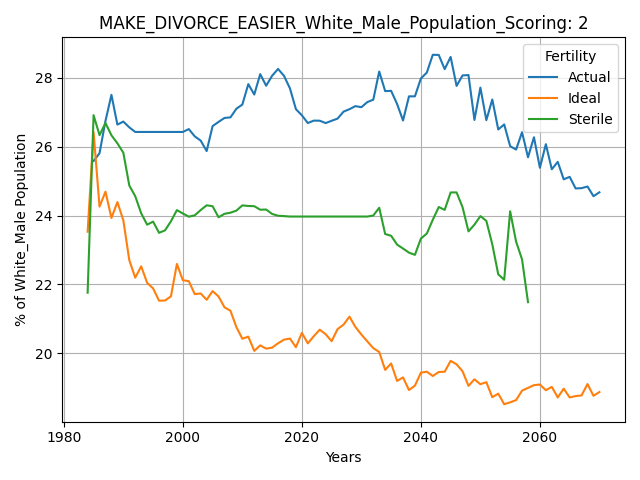 MAKE_DIVORCE_EASIER_White_Male_Population_Scoring: 2
% of White_Male Population
28
26
24
22
20
1980
2000
2020
2040
2060
Years
Fertility
Actual
Ideal
Sterile